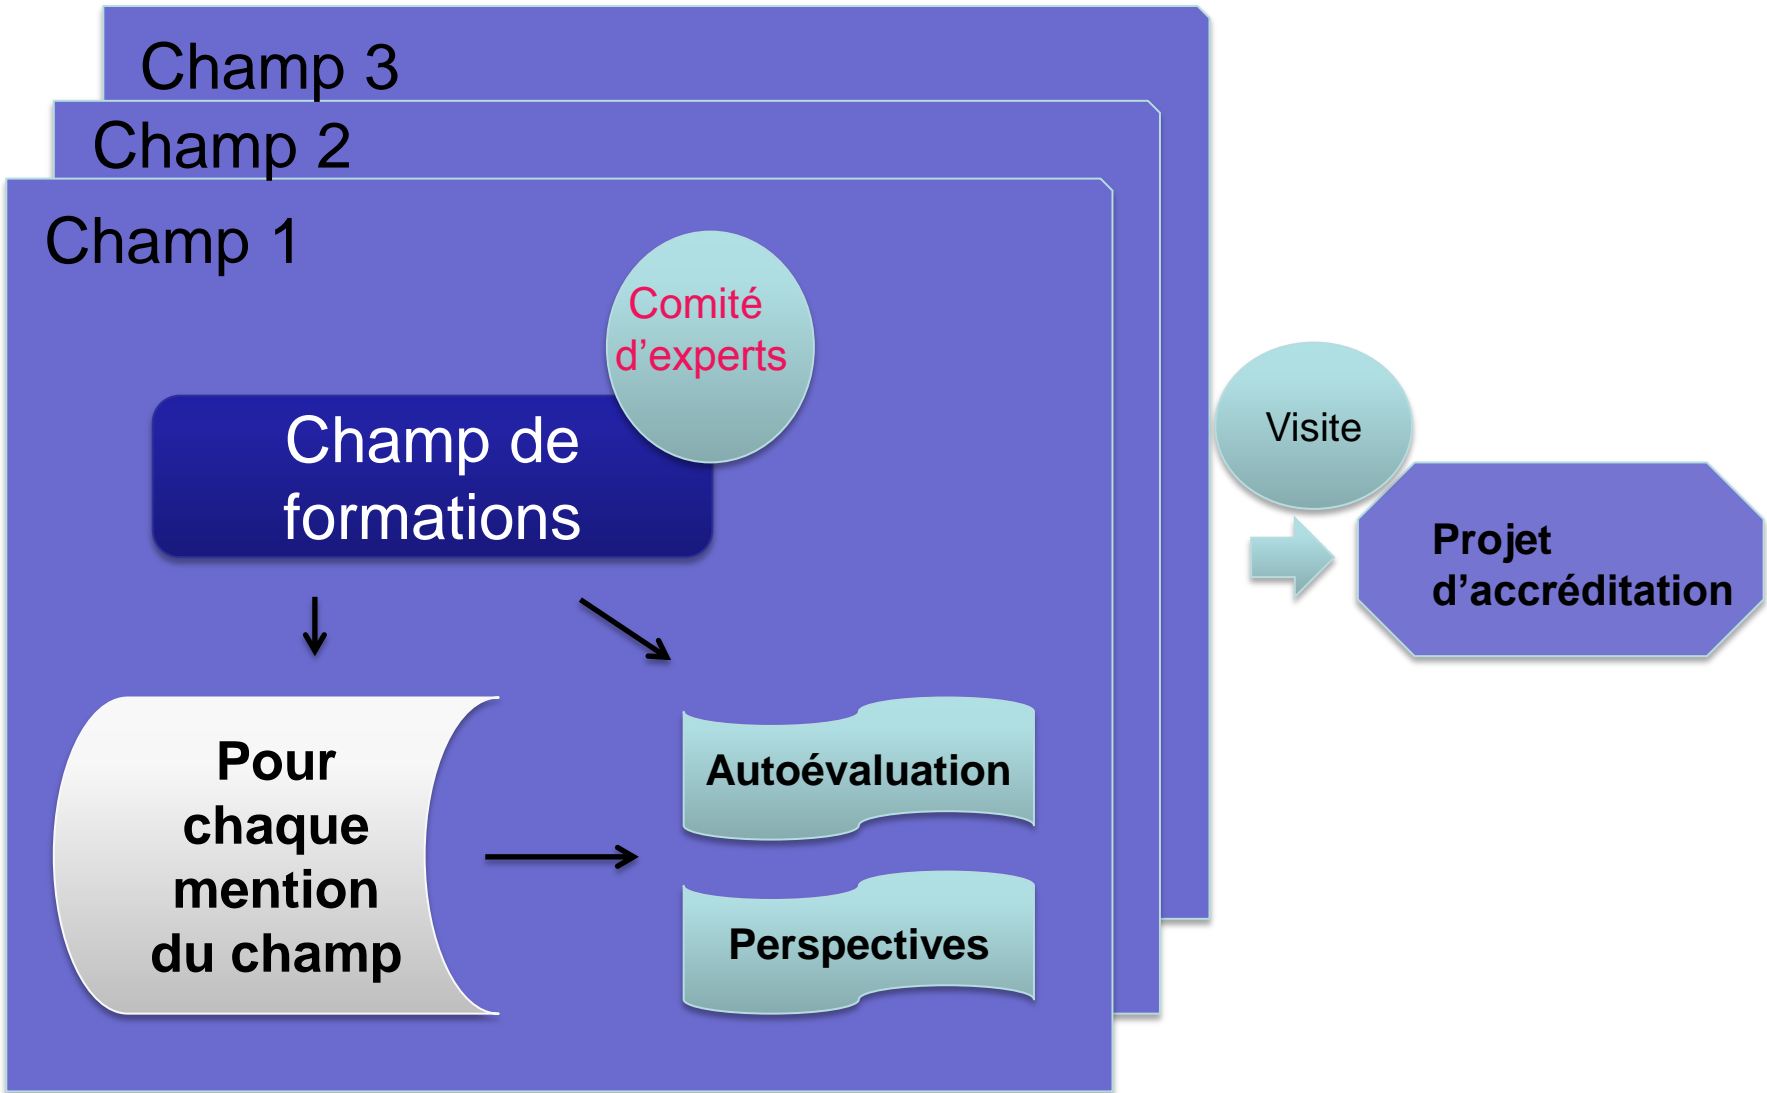 Champ 3
Champ 2
Champ 1
Comité
d’experts
Champ de
formations
Visite
Projet
d’accréditation
Pour
chaque
mention
du champ
Autoévaluation
Perspectives